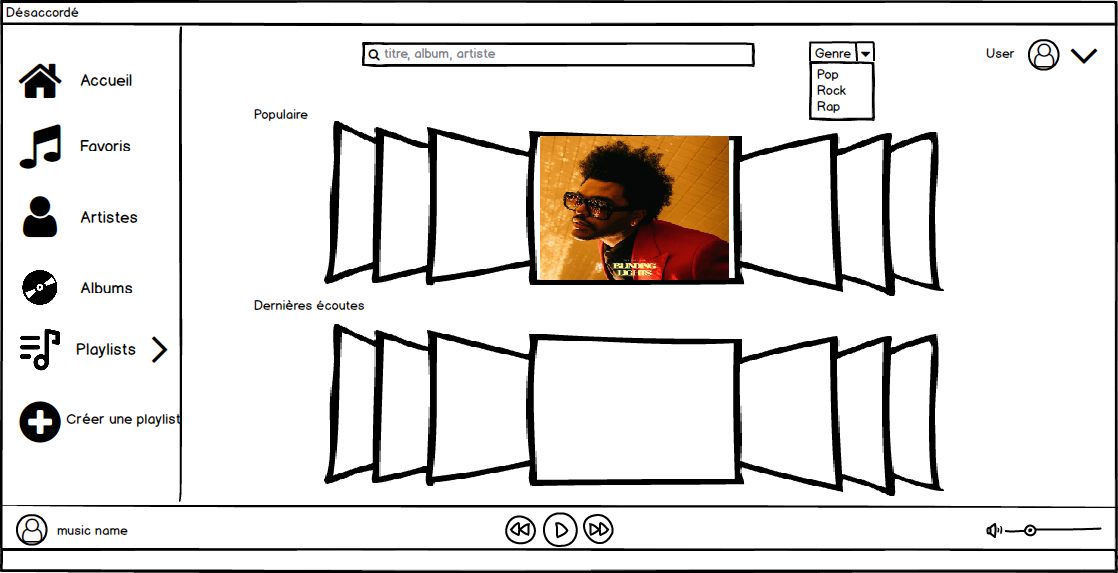 Désaccordé
titre, album, artiste
Genre
Pop
Rock
Rap
User
Accueil
Favoris
Artistes
Albums
Playlists
Créer une playlist
Populaire
BLINDING
LIGHTS
Dernières écoutes
music name